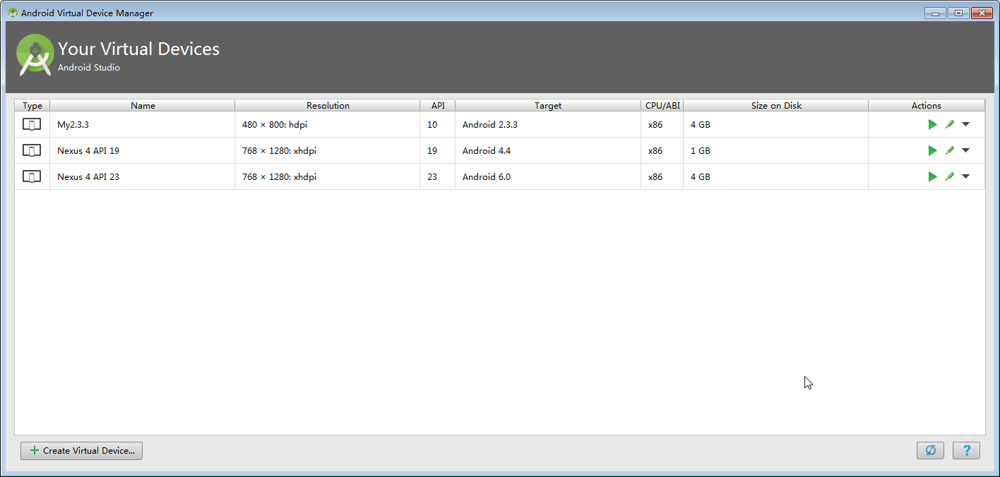 Android Virtual Device Manager
Your Virtual Devices
Android Studio
Type Name Resolution API Target CPU/ABI Size on Disk Actions
My2.3.3 480 × 800: hdpi 10 Android 2.3.3 x86 4 GB
Nexus 4 API 19 768 × 1280: xhdpi 19 Android 4.4 x86 1 GB
Nexus 4 API 23 768 × 1280: xhdpi 23 Android 6.0 x86 4 GB
Create Virtual Device... ?